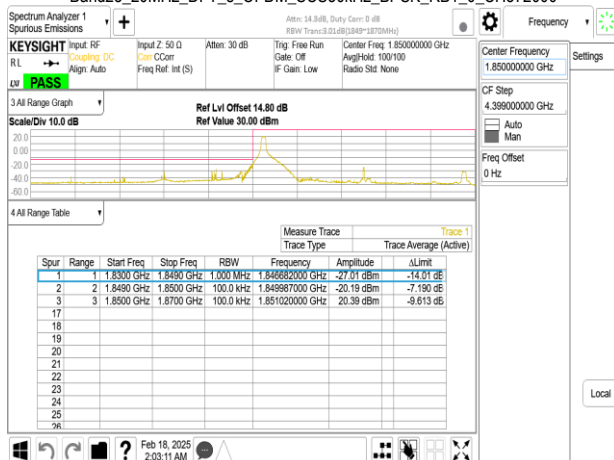 Spectrum Analyzer 1
Spurious Emissions
Attn: 14.8dB, Duty Corr: 0 dB
RBW Trans:3.01dB(1849~1870MHz)
Frequency
Settings
KEYSIGHT
RL
PASS
Input: RF
Coupling: DC
Align: Auto
Input Z: 50 Ω
Corr CCorr
Freq Ref: Int (S)
Atten: 30 dB
Trig: Free Run
Gate: Off
IF Gain: Low
Center Freq: 1.850000000 GHz
Avg|Hold: 100/100
Radio Std: None
Center Frequency
1.850000000 GHz
CF Step
4.399000000 GHz
Auto
Man
Freq Offset
0 Hz
Local
3 All Range Graph
Scale/Div 10.0 dB
Ref Lvl Offset 14.80 dB
Ref Value 30.00 dBm
20.0
0.00
-20.0
-40.0
-60.0
4 All Range Table
Measure Trace Trace 1
Trace Type Trace Average (Active)
Spur Range Start Freq Stop Freq RBW Frequency Amplitude ΔLimit
1 1 1.8300 GHz 1.8490 GHz 1.000 MHz 1.846682000 GHz -27.01 dBm -14.01 dB
2 2 1.8490 GHz 1.8500 GHz 100.0 kHz 1.849987000 GHz -20.19 dBm -7.190 dB
3 3 1.8500 GHz 1.8700 GHz 100.0 kHz 1.851020000 GHz 20.39 dBm -9.613 dB
17
18
19
20
21
22
23
24
25
26
Feb 18, 2025
2:03:11 AM